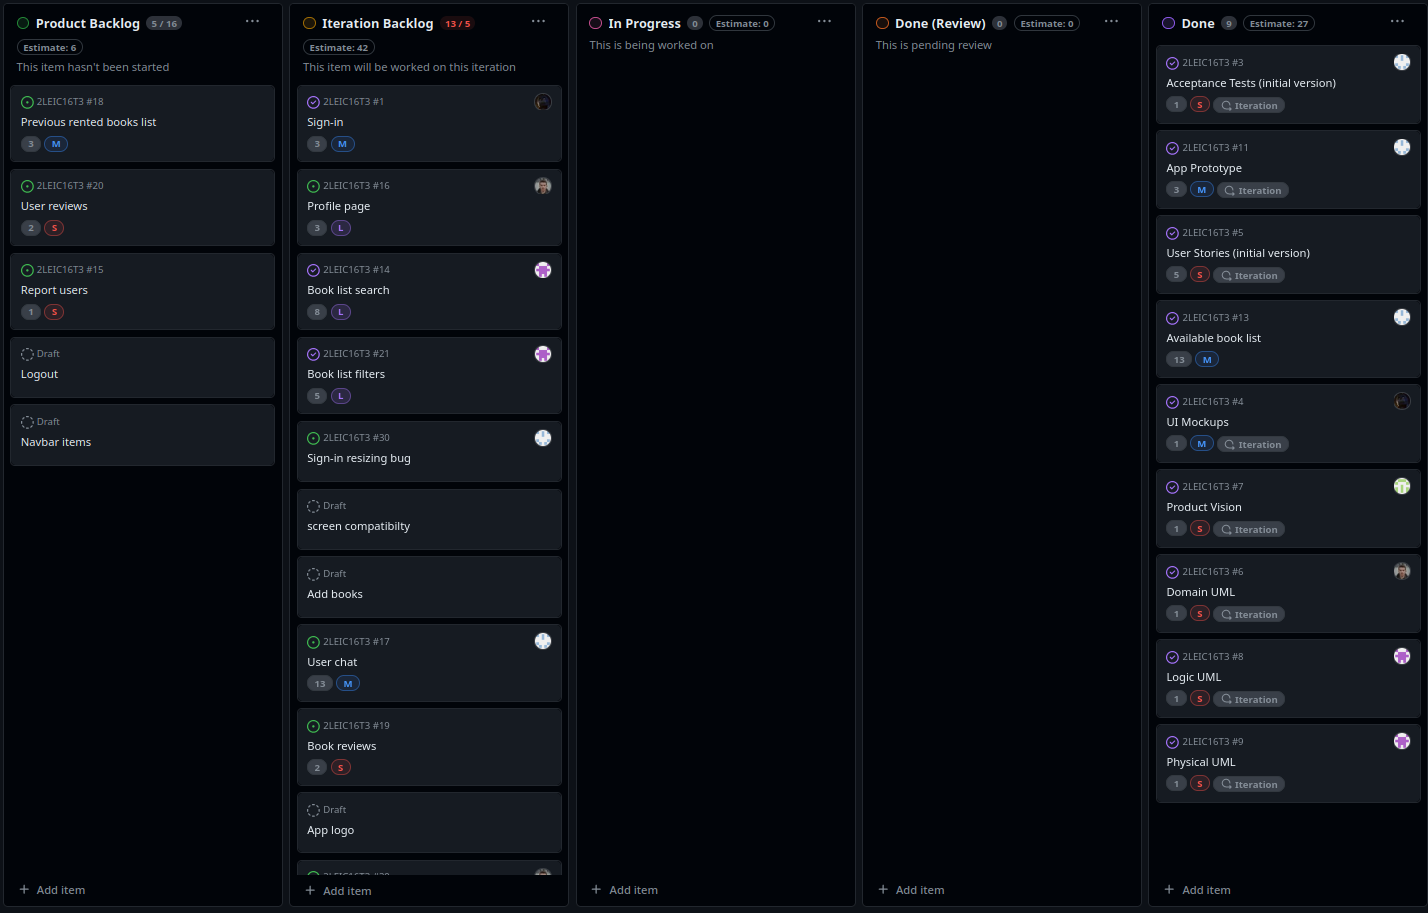 Product Backlog 5 / 16 ...
Estimate: 6
This item hasn't been started
2LEIC16T3 #18
Previous rented books list
3 M
2LEIC16T3 #20
User reviews
2 S
2LEIC16T3 #15
Report users
1 S
Draft
Logout
Draft
Navbar items
+ Add item
Iteration Backlog 13 / 5 ...
Estimate: 42
This item will be worked on this iteration
2LEIC16T3 #1
Sign-in
3 M
2LEIC16T3 #16
Profile page
3 L
2LEIC16T3 #14
Book list search
8 L
2LEIC16T3 #21
Book list filters
5 L
2LEIC16T3 #30
Sign-in resizing bug
Draft
screen compatibilty
Draft
Add books
2LEIC16T3 #17
User chat
13 M
2LEIC16T3 #19
Book reviews
2 S
Draft
App logo
+ Add item
In Progress 0 Estimate: 0 ...
This is being worked on
+ Add item
Done (Review) 0 Estimate: 0 ...
This is pending review
+ Add item
Done 9 Estimate: 27 ...
2LEIC16T3 #3
Acceptance Tests (initial version)
1 S Iteration
2LEIC16T3 #11
App Prototype
3 M Iteration
2LEIC16T3 #5
User Stories (initial version)
5 S Iteration
2LEIC16T3 #13
Available book list
13 M
2LEIC16T3 #4
UI Mockups
1 M Iteration
2LEIC16T3 #7
Product Vision
1 S Iteration
2LEIC16T3 #6
Domain UML
1 S Iteration
2LEIC16T3 #8
Logic UML
1 S Iteration
2LEIC16T3 #9
Physical UML
1 S Iteration
+ Add item